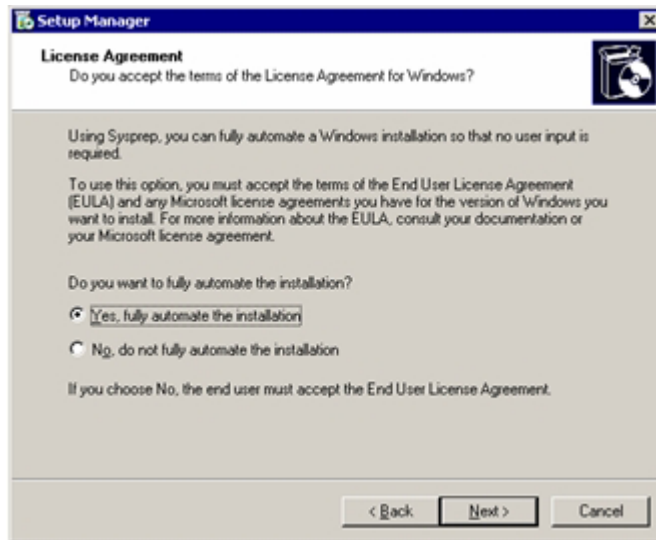 Setup Manager
License Agreement
Do you accept the terms of the License Agreement for Windows?
Using Sysprep, you can fully automate a Windows installation so that no user input is
required.
To use this option, you must accept the terms of the End User License Agreement
(EULA) and any Microsoft license agreements you have for the version of Windows you
want to install. For more information about the EULA, consult your documentation or
your Microsoft license agreement.
Do you want to fully automate the installation?
Yes, fully automate the installation
No, do not fully automate the installation
If you choose No, the end user must accept the End User License Agreement.
< Back Next > Cancel